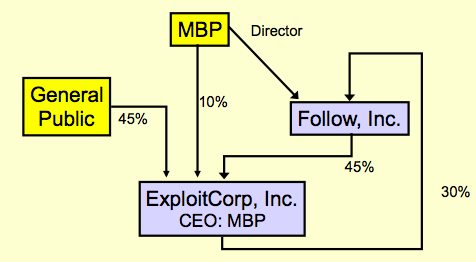 MBP
Director
General
Public
10%
45%
Follow, Inc.
45%
ExploitCorp, Inc.
CEO: MBP
30%